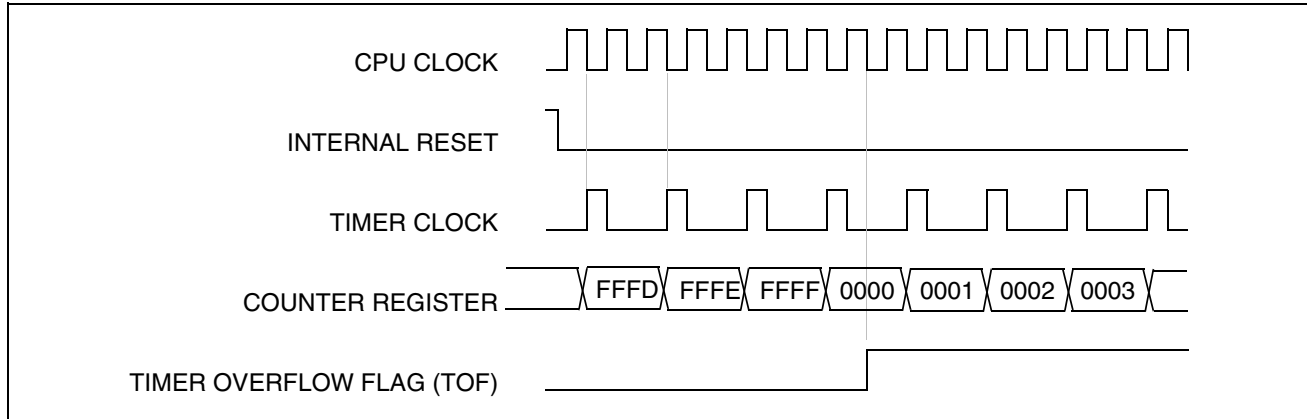 CPU CLOCK
INTERNAL RESET
TIMER CLOCK
COUNTER REGISTER
FFFD FFFE FFFF 0000 0001 0002 0003
TIMER OVERFLOW FLAG (TOF)